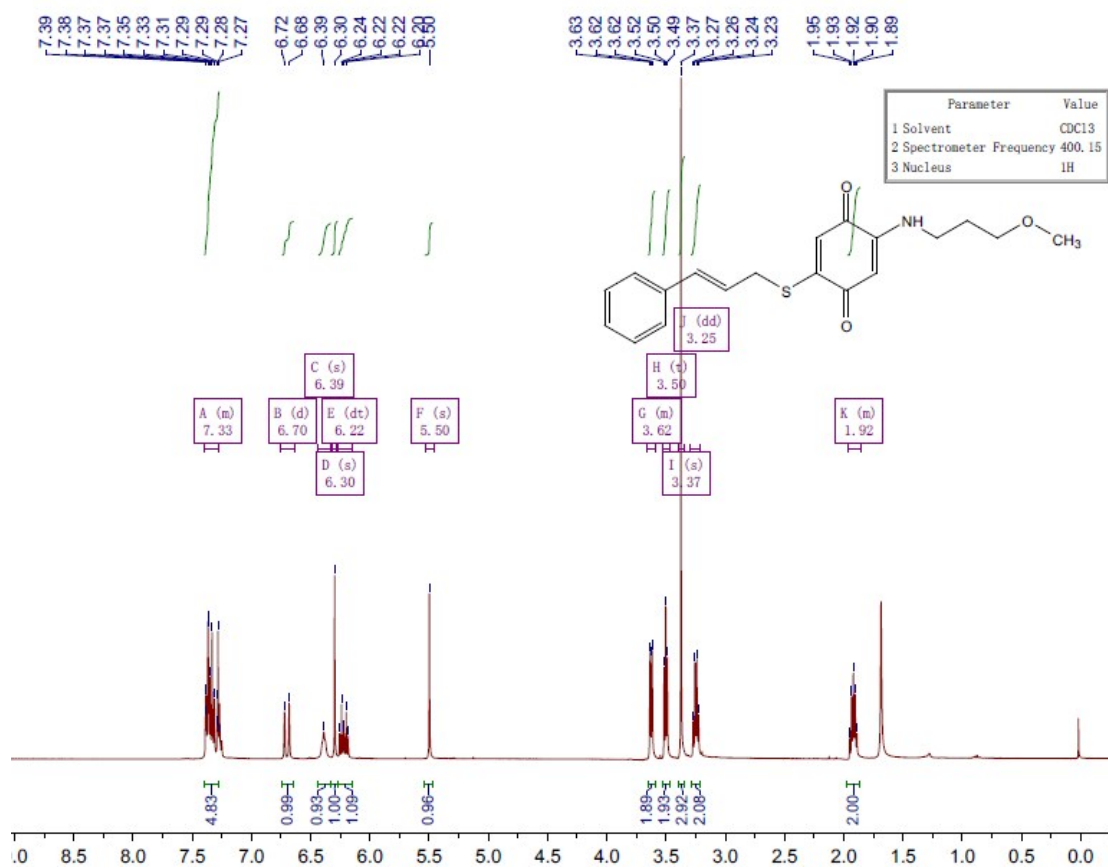 7.39 7.38 7.37 7.37 7.35 7.33 7.31 7.29 7.29 7.28 7.27 6.72 6.68 6.39 6.30 6.24 6.22 6.22 6.20 5.50 3.63 3.62 3.62 3.52 3.50 3.49 3.37 3.27 3.26 3.24 3.23 1.95 1.93 1.92 1.90 1.89
Parameter Value
1 Solvent CDCl3
2 Spectrometer Frequency 400.15
3 Nucleus 1H
O
NH
O
CH3
S
O
J (dd)
3.25
C (s)
6.39
H (t)
3.50
A (m)
7.33
B (d)
6.70
E (dt)
6.22
F (s)
5.50
G (m)
3.62
K (m)
1.92
D (s)
6.30
I (s)
3.37
4.83 0.99 0.93 1.00 1.09 0.96 1.89 1.93 2.92 2.08 2.00
.0 8.5 8.0 7.5 7.0 6.5 6.0 5.5 5.0 4.5 4.0 3.5 3.0 2.5 2.0 1.5 1.0 0.5 0.0